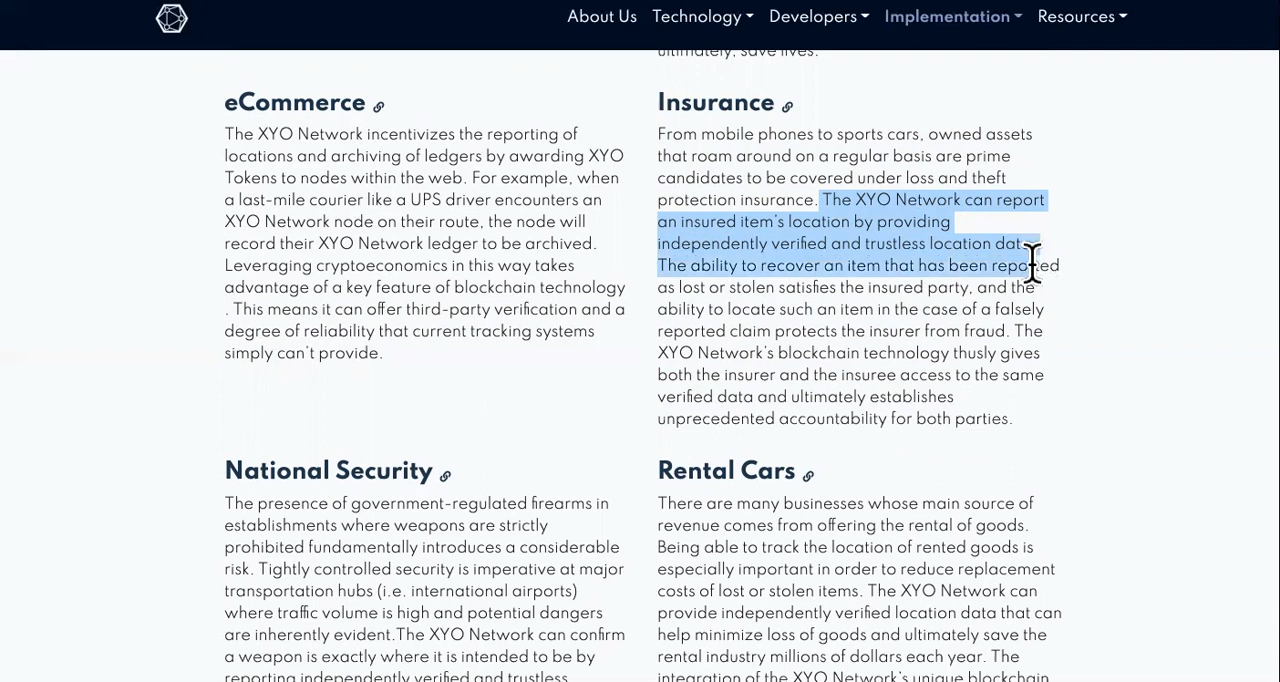 About Us Technology Developers Implementation Resources
ultimately, save lives.
eCommerce
The XYO Network incentivizes the reporting of
locations and archiving of ledgers by awarding XYO
Tokens to nodes within the web. For example, when
a last-mile courier like a UPS driver encounters an
XYO Network node on their route, the node will
record their XYO Network ledger to be archived.
Leveraging cryptoeconomics in this way takes
advantage of a key feature of blockchain technology
. This means it can offer third-party verification and a
degree of reliability that current tracking systems
simply can't provide.
Insurance
From mobile phones to sports cars, owned assets
that roam around on a regular basis are prime
candidates to be covered under loss and theft
protection insurance. The XYO Network can report
an insured item's location by providing
independently verified and trustless location data.
The ability to recover an item that has been reported
as lost or stolen satisfies the insured party, and the
ability to locate such an item in the case of a falsely
reported claim protects the insurer from fraud. The
XYO Network's blockchain technology thusly gives
both the insurer and the insuree access to the same
verified data and ultimately establishes
unprecedented accountability for both parties.
National Security
The presence of government-regulated firearms in
establishments where weapons are strictly
prohibited fundamentally introduces a considerable
risk. Tightly controlled security is imperative at major
transportation hubs (i.e. international airports)
where traffic volume is high and potential dangers
are inherently evident.The XYO Network can confirm
a weapon is exactly where it is intended to be by
reporting independently verified and trustless
Rental Cars
There are many businesses whose main source of
revenue comes from offering the rental of goods.
Being able to track the location of rented goods is
especially important in order to reduce replacement
costs of lost or stolen items. The XYO Network can
provide independently verified location data that can
help minimize loss of goods and ultimately save the
rental industry millions of dollars each year. The
integration of the XYO Network's unique blockchain